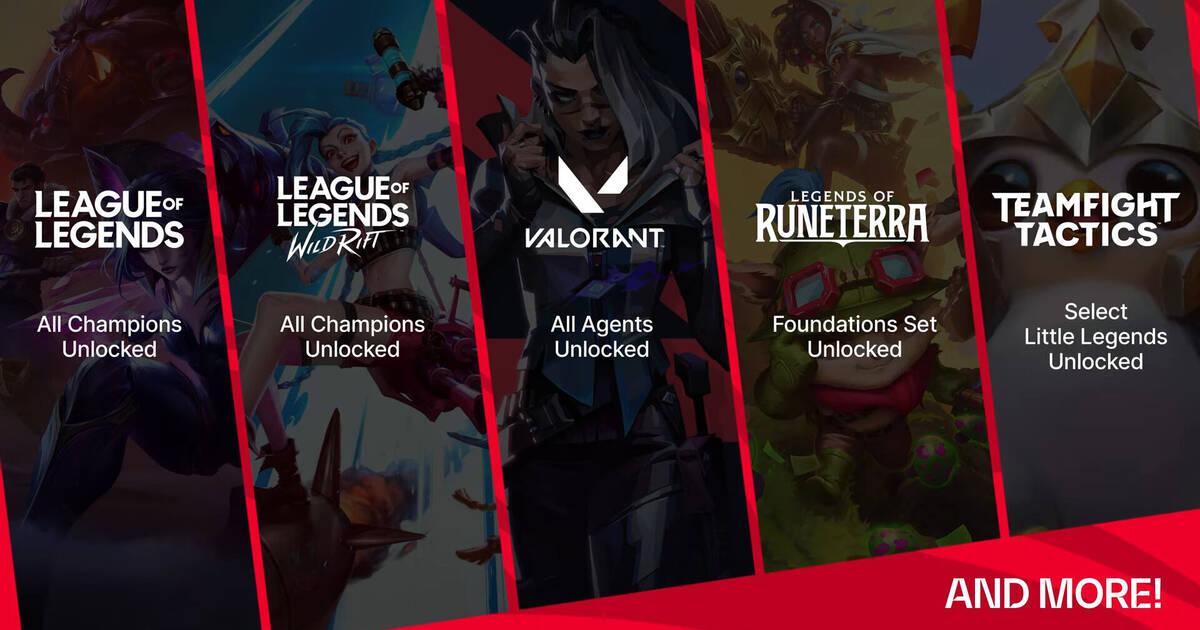 LEAGUE OF
LEGENDS
All Champions
Unlocked
LEAGUE OF
LEGENDS
WILD RIFT
All Champions
Unlocked
VALORANT
All Agents
Unlocked
LEGENDS OF
RUNETERRA
Foundations Set
Unlocked
TEAMFIGHT
TACTICS
Select
Little Legends
Unlocked
AND MORE!